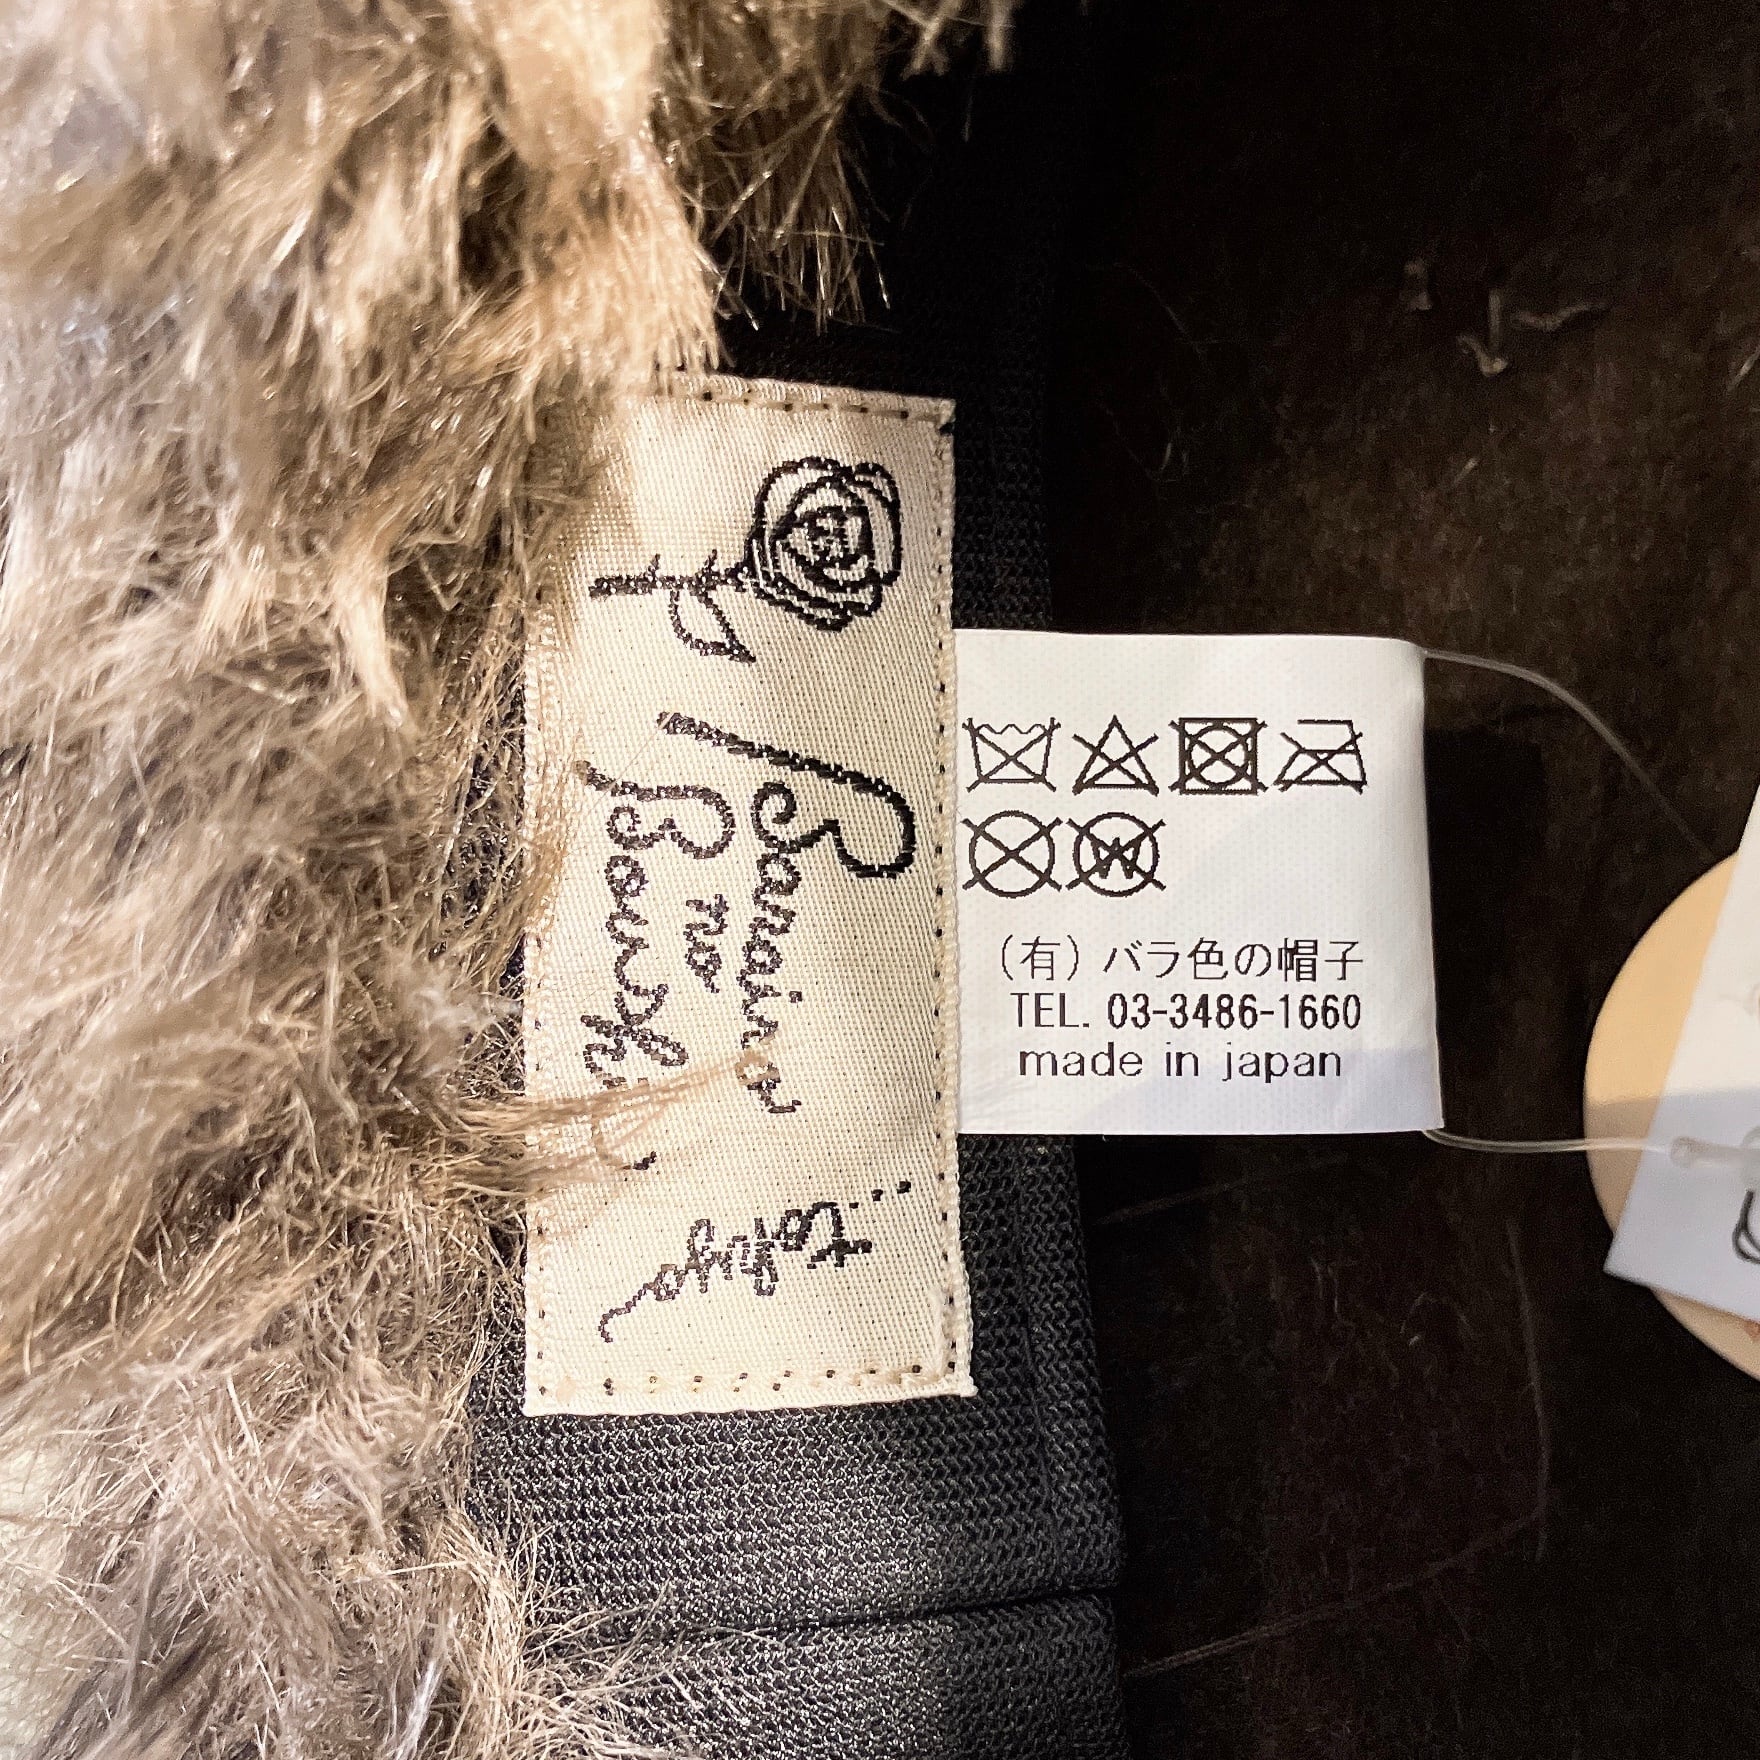 Barairo
no
Boushi
...tokyo
W
(有)バラ色の帽子
TEL. 03-3486-1660
made in japan